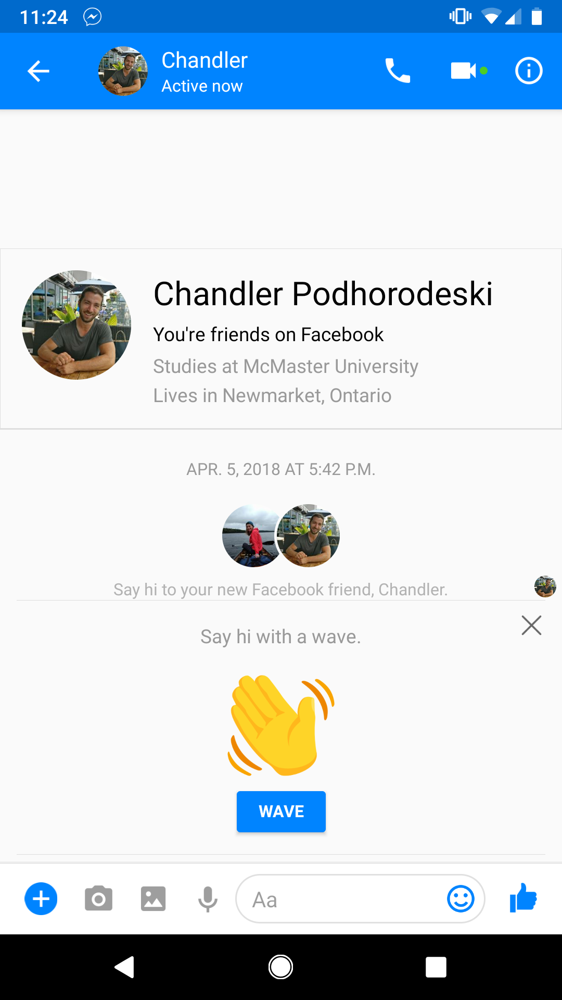 11:24
Chandler
Active now
Chandler Podhorodeski
You're friends on Facebook
Studies at McMaster University
Lives in Newmarket, Ontario
APR. 5, 2018 AT 5:42 P.M.
Say hi to your new Facebook friend, Chandler.
Say hi with a wave.
WAVE
Aa